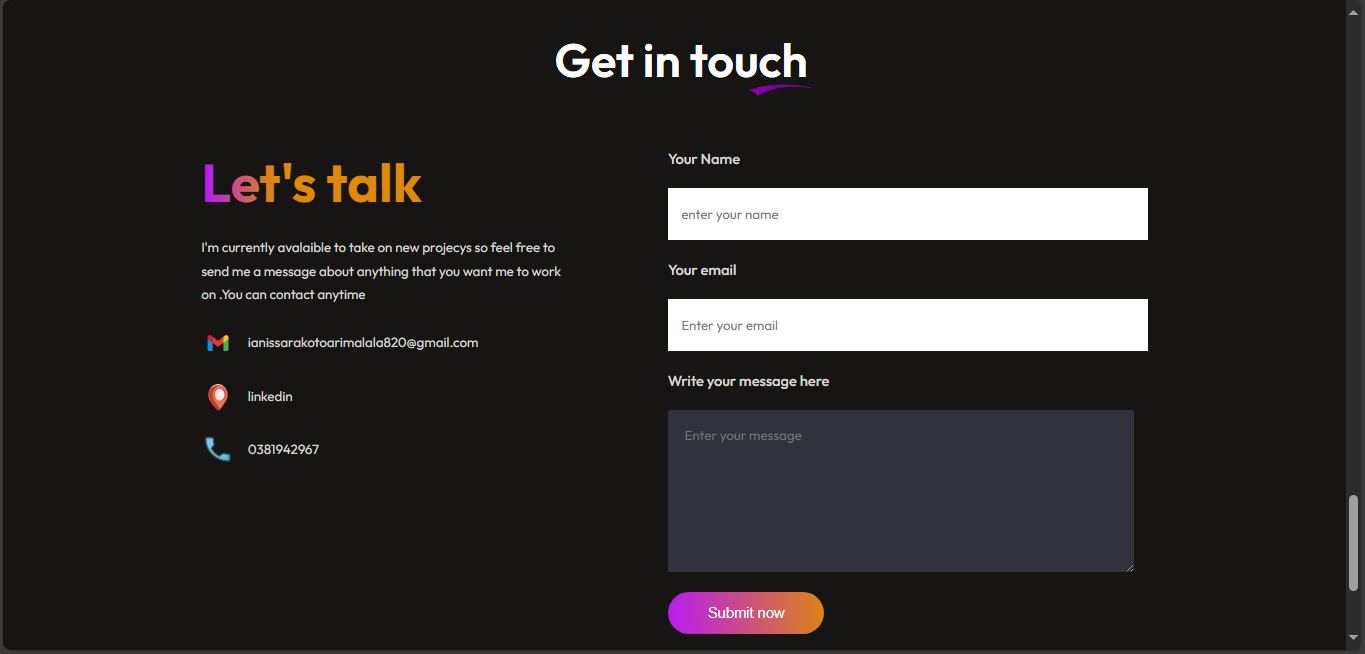 Get in touch
Let's talk
I'm currently avalaible to take on new projecys so feel free to
send me a message about anything that you want me to work
on .You can contact anytime
ianissarakotoarimalala820@gmail.com
linkedin
0381942967
Your Name
enter your name
Your email
Enter your email
Write your message here
Enter your message
Submit now